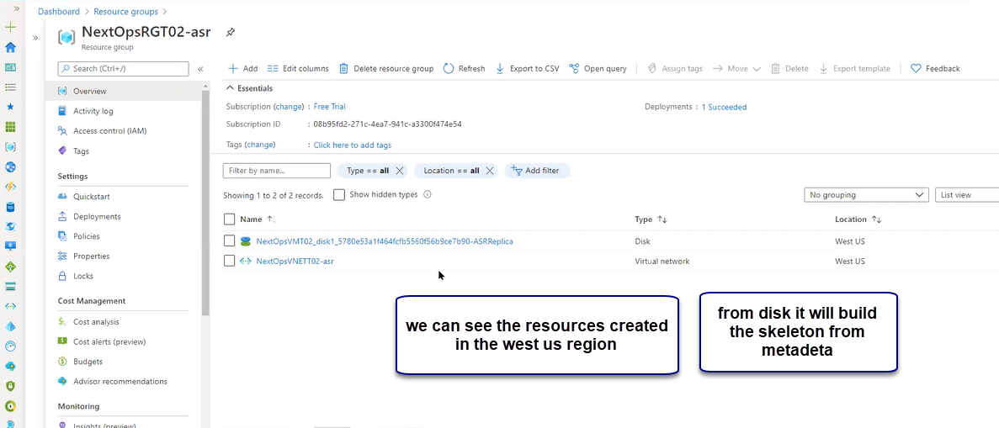 Dashboard > Resource groups >
NextOpsRGT02-asr
Resource group
Search (Ctrl+/)
Overview
Activity log
Access control (IAM)
Tags
Settings
Quickstart
Deployments
Policies
Properties
Locks
Cost Management
Cost analysis
Cost alerts (preview)
Budgets
Advisor recommendations
Monitoring
Insights (preview)
Add Edit columns Delete resource group Refresh Export to CSV Open query Assign tags Move Delete Export template Feedback
Essentials
Subscription (change) : Free Trial Deployments : 1 Succeeded
Subscription ID : 08b95fd2-271c-4ea7-941c-a3300f474e54
Tags (change) : Click here to add tags
Filter by name... Type == all Location == all Add filter
Showing 1 to 2 of 2 records. Show hidden types No grouping List view
Name Type Location
NextOpsVMT02_disk1_5780e53a1f464fcfb5560f56b9ce7b90-ASRReplica Disk West US
NextOpsVNETT02-asr Virtual network West US
we can see the resources created
in the west us region
from disk it will build
the skeleton from
metadeta